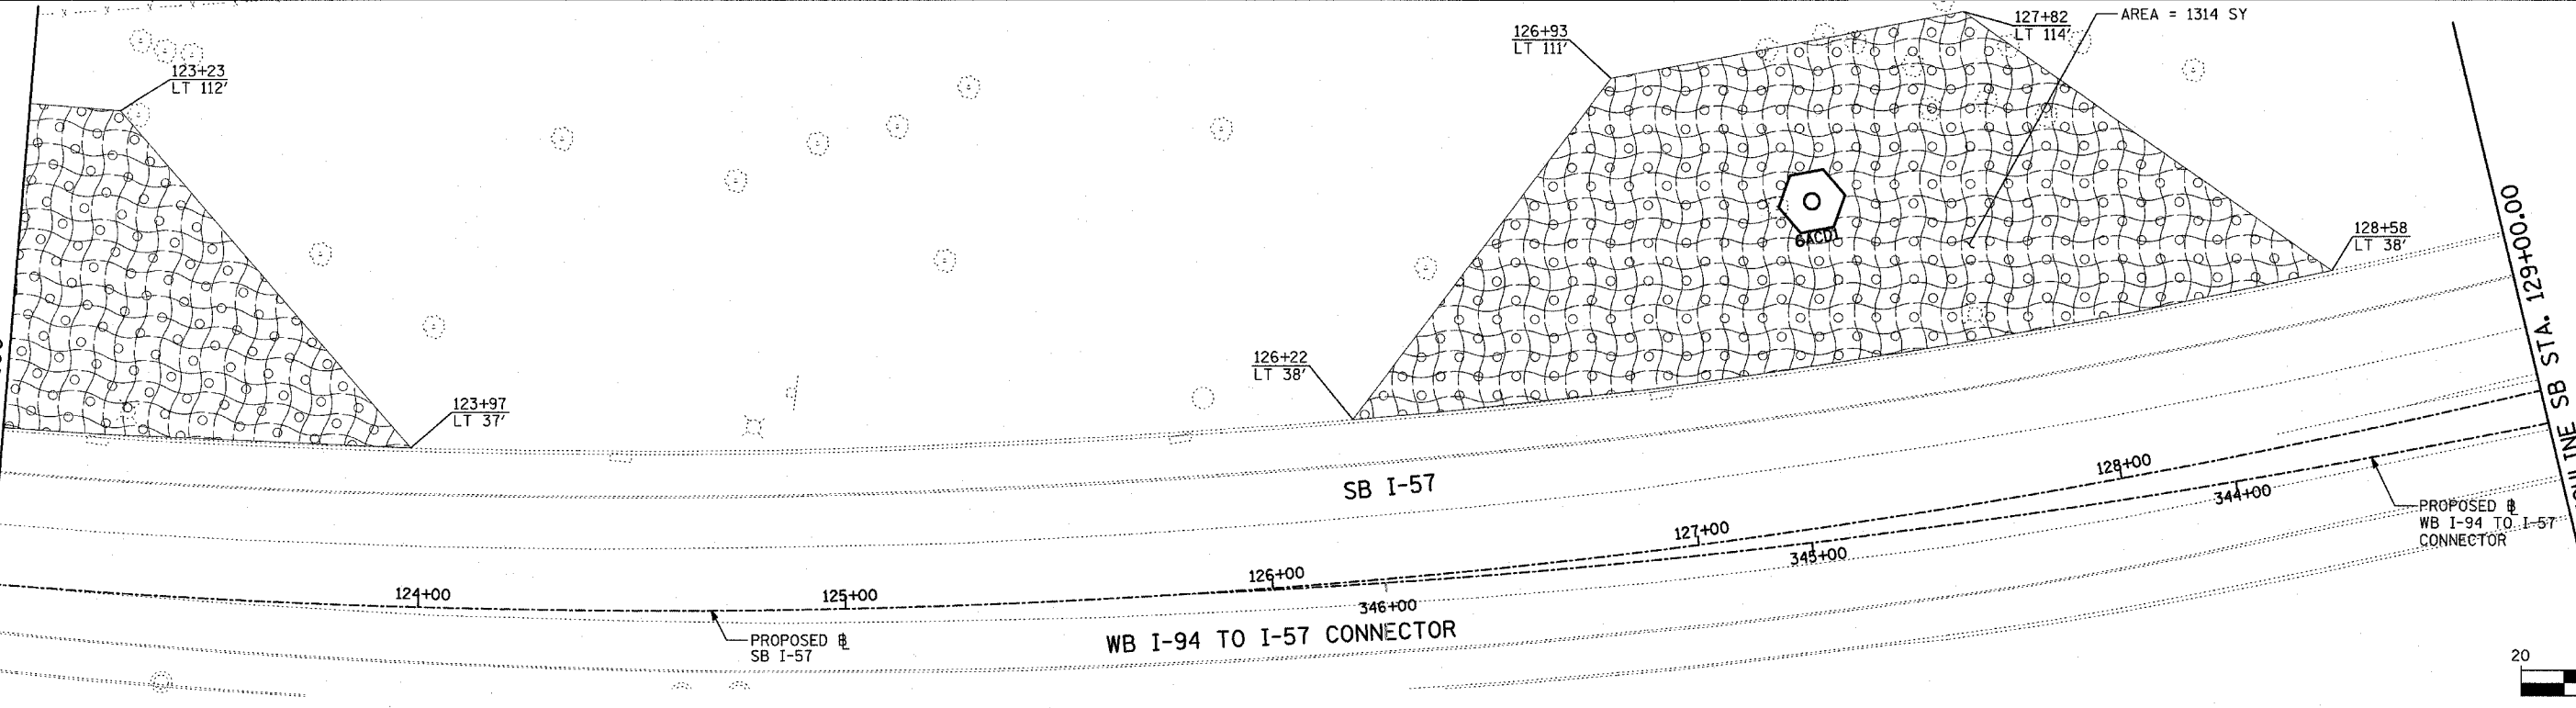 126+93
LT 111'
127+82
LT 114'
AREA = 1314 SY
123+23
LT 112'
6ACD1
128+58
LT 38'
129+00.00
SB STA.
126+22
LT 38'
123+97
LT 37'
SB I-57
128+00
344+00
PROPOSED ℄
WB I-94 TO I-57
CONNECTOR
127+00
345+00
126+00
346+00
124+00
125+00
WB I-94 TO I-57 CONNECTOR
PROPOSED ℄
SB I-57
20